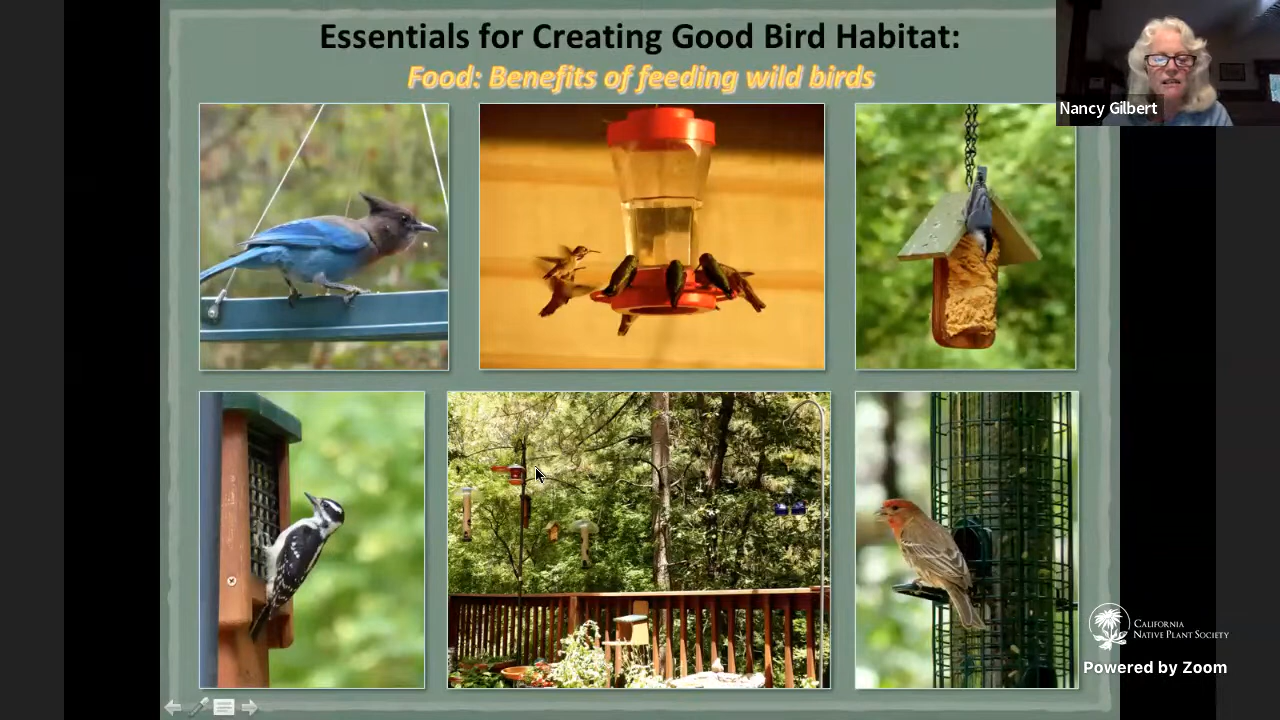 Essentials for Creating Good Bird Habitat:
Food: Benefits of feeding wild birds
Nancy Gilbert
CALIFORNIA
NATIVE PLANT SOCIETY
Powered by Zoom